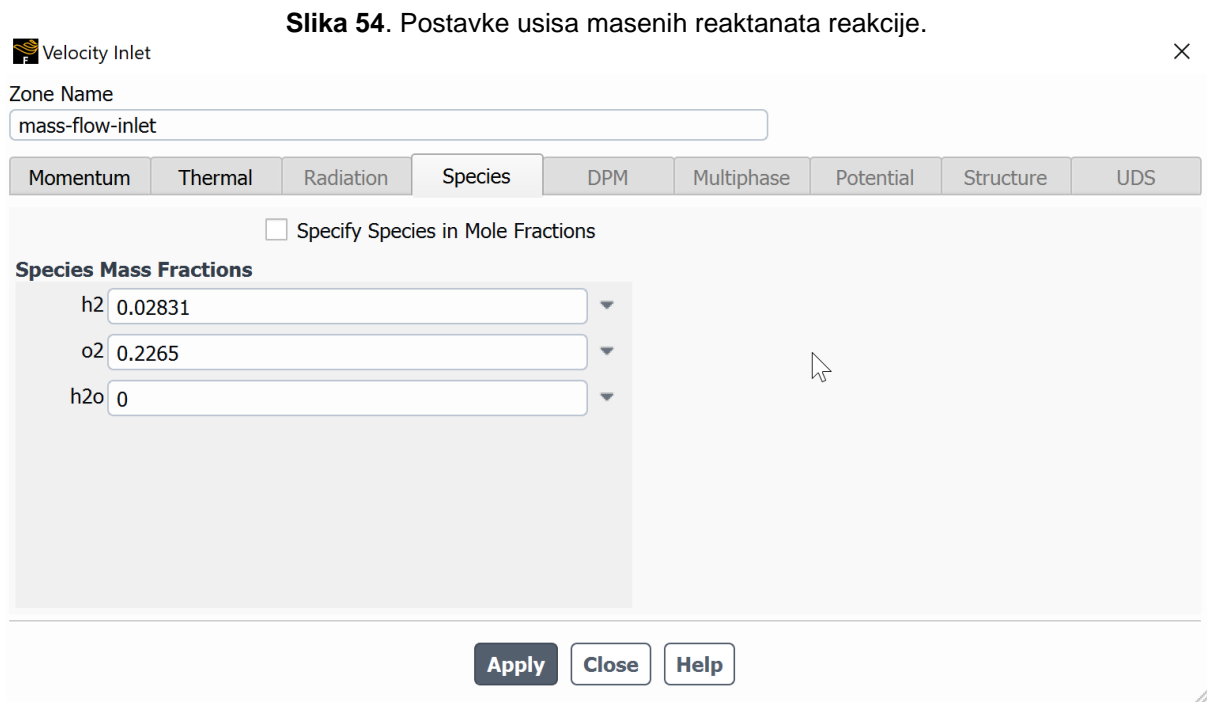 Slika 54. Postavke usisa masenih reaktanata reakcije.
Velocity Inlet
Zone Name
mass-flow-inlet
Momentum Thermal Radiation Species DPM Multiphase Potential Structure UDS
Specify Species in Mole Fractions
Species Mass Fractions
h2 0.02831
o2 0.2265
h2o 0
Apply Close Help